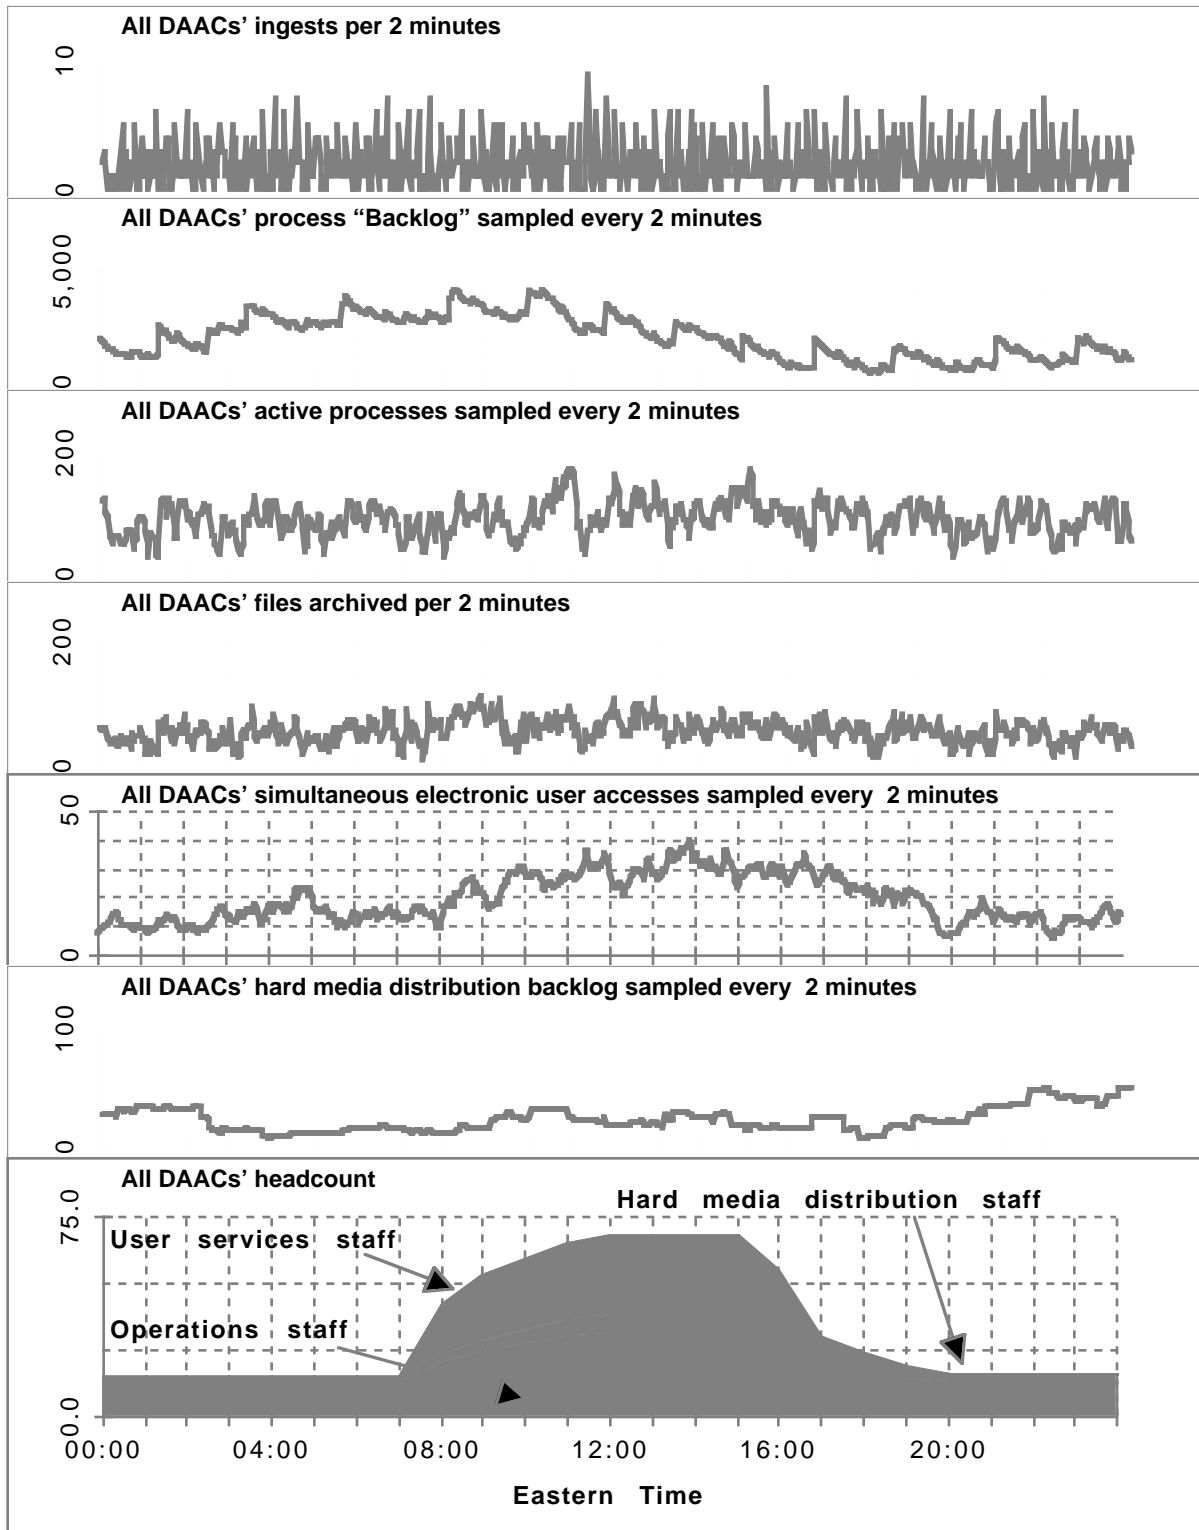 All DAACs’ ingests per 2 minutes
10
0
All DAACs’ process “Backlog” sampled every 2 minutes
5,000
0
All DAACs’ active processes sampled every 2 minutes
200
0
All DAACs’ files archived per 2 minutes
200
0
All DAACs’ simultaneous electronic user accesses sampled every 2 minutes
50
0
All DAACs’ hard media distribution backlog sampled every 2 minutes
100
0
All DAACs’ headcount
75.0
Hard media distribution staff
User services staff
Operations staff
0.0
00:00 04:00 08:00 12:00 16:00 20:00
Eastern Time